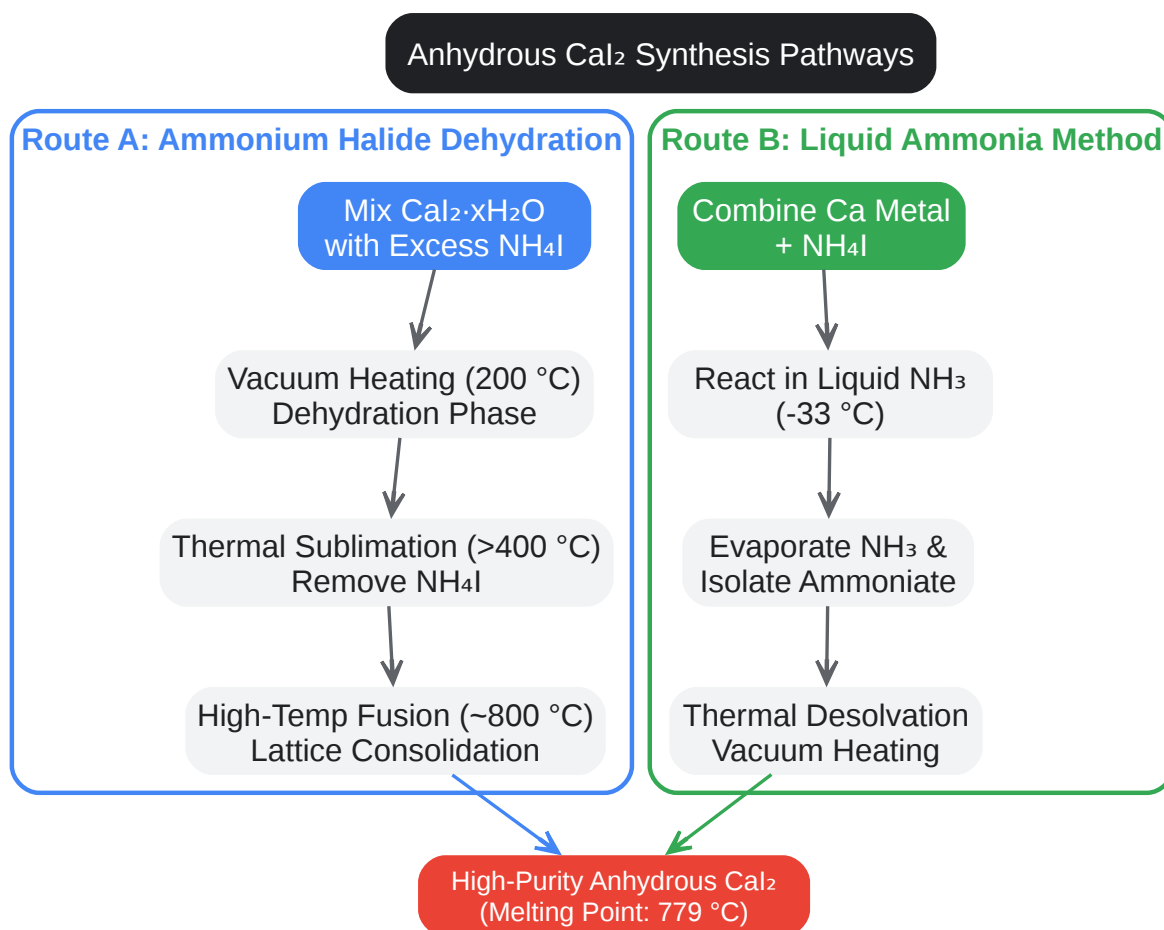 Anhydrous CaI₂ Synthesis Pathways
Route A: Ammonium Halide Dehydration
Mix CaI₂·xH₂O
with Excess NH₄I
Vacuum Heating (200 °C)
Dehydration Phase
Thermal Sublimation (>400 °C)
Remove NH₄I
High-Temp Fusion (~800 °C)
Lattice Consolidation
Route B: Liquid Ammonia Method
Combine Ca Metal
+ NH₄I
React in Liquid NH₃
(-33 °C)
Evaporate NH₃ &
Isolate Ammoniate
Thermal Desolvation
Vacuum Heating
High-Purity Anhydrous CaI₂
(Melting Point: 779 °C)